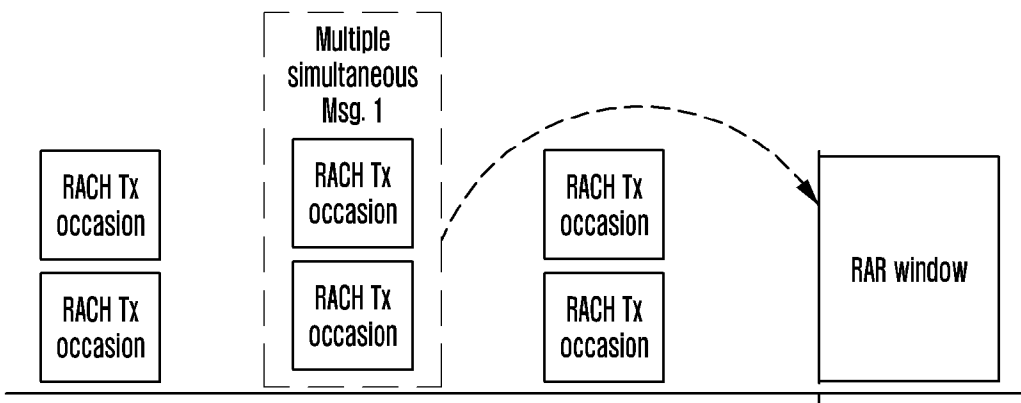 Multiple
simultaneous
Msg. 1
RACH Tx
occasion
RACH Tx
occasion
RACH Tx
occasion
RACH Tx
occasion
RACH Tx
occasion
RACH Tx
occasion
RAR window